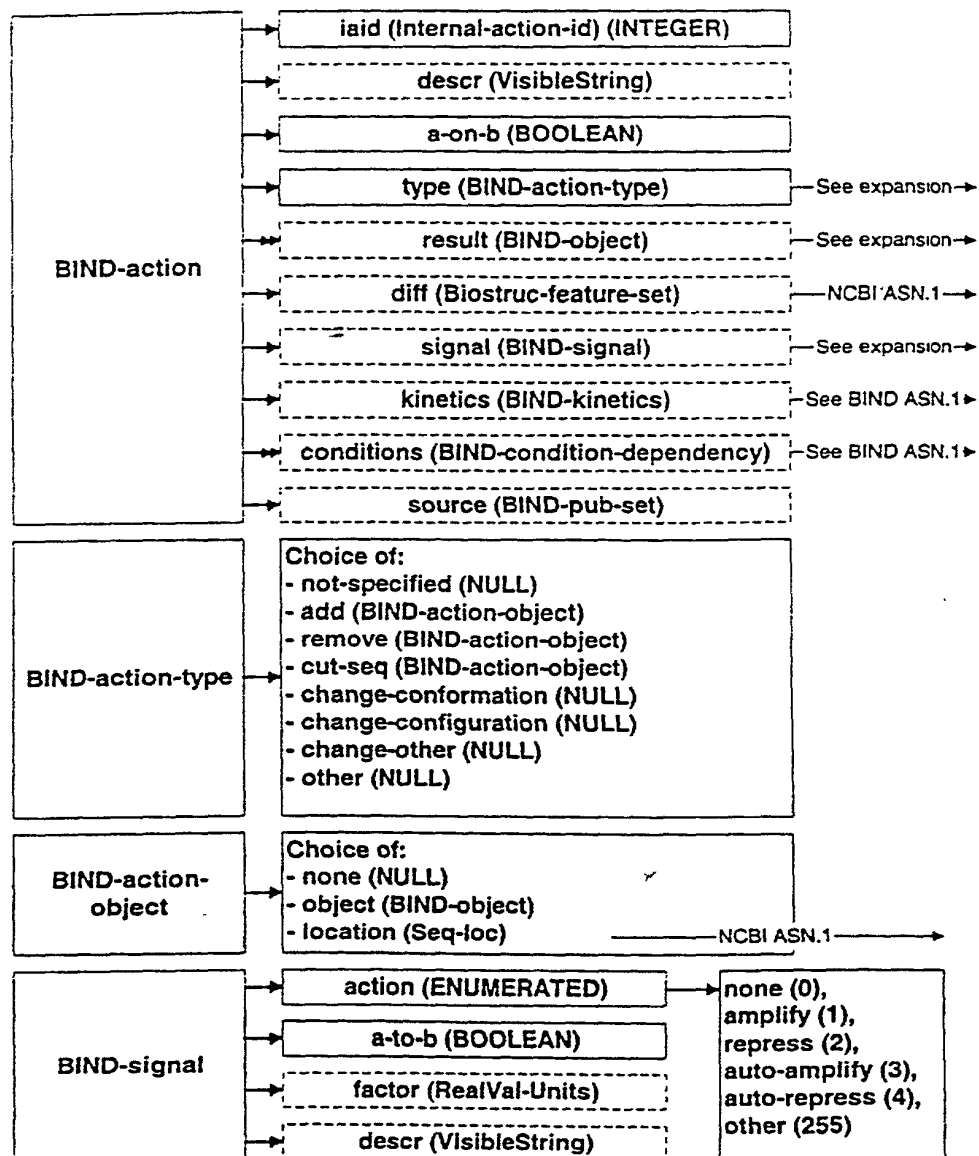 iaid (Internal-action-id) (INTEGER)
descr (VisibleString)
a-on-b (BOOLEAN)
type (BIND-action-type)
See expansion
result (BIND-object)
See expansion
BIND-action
diff (Biostruc-feature-set)
NCBI ASN.1
signal (BIND-signal)
See expansion
kinetics (BIND-kinetics)
See BIND ASN.1
conditions (BIND-condition-dependency)
See BIND ASN.1
source (BIND-pub-set)
BIND-action-type
Choice of:
- not-specified (NULL)
- add (BIND-action-object)
- remove (BIND-action-object)
- cut-seq (BIND-action-object)
- change-conformation (NULL)
- change-configuration (NULL)
- change-other (NULL)
- other (NULL)
BIND-action-
object
Choice of:
- none (NULL)
- object (BIND-object)
- location (Seq-loc)
NCBI ASN.1
BIND-signal
action (ENUMERATED)
a-to-b (BOOLEAN)
factor (RealVal-Units)
descr (VisibleString)
none (0),
amplify (1),
repress (2),
auto-amplify (3),
auto-repress (4),
other (255)